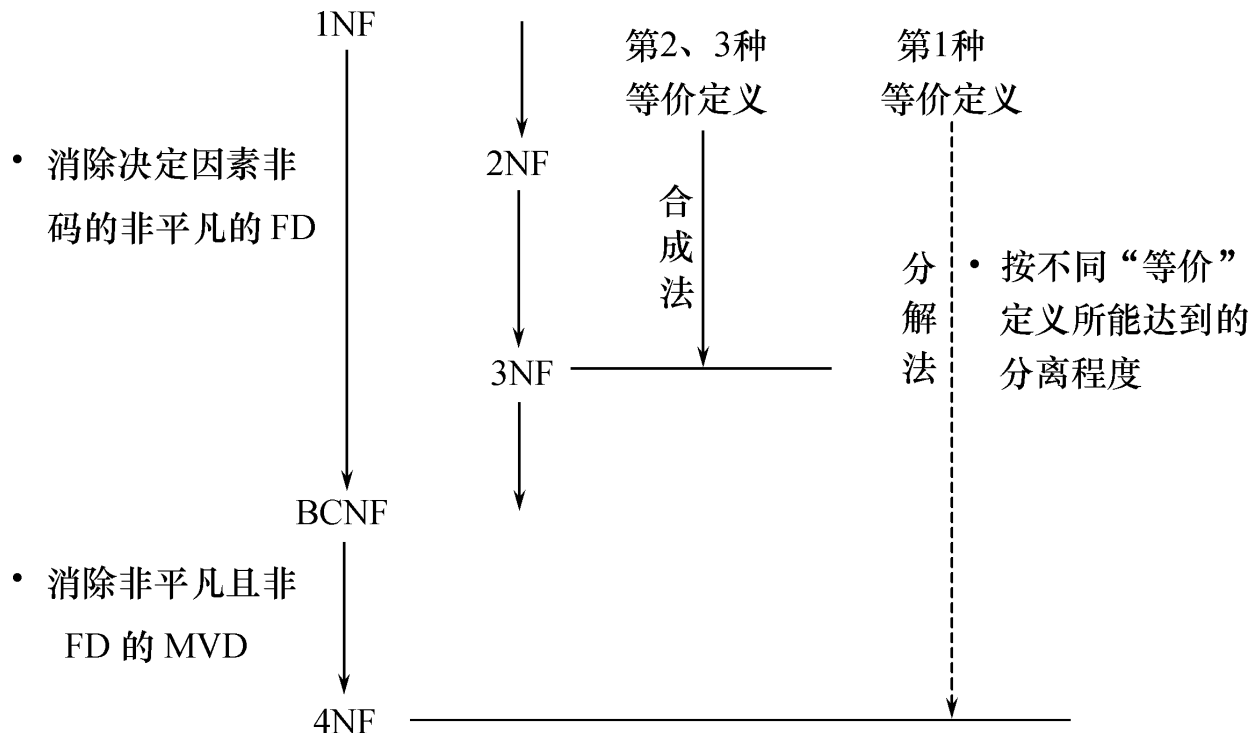 1NF
• 消除决定因素非
码的非平凡的 FD
BCNF
• 消除非平凡且非
FD 的 MVD
4NF
2NF
3NF
第2、3种
等价定义
合成法
第1种
等价定义
分解法
• 按不同“等价”
定义所能达到的
分离程度